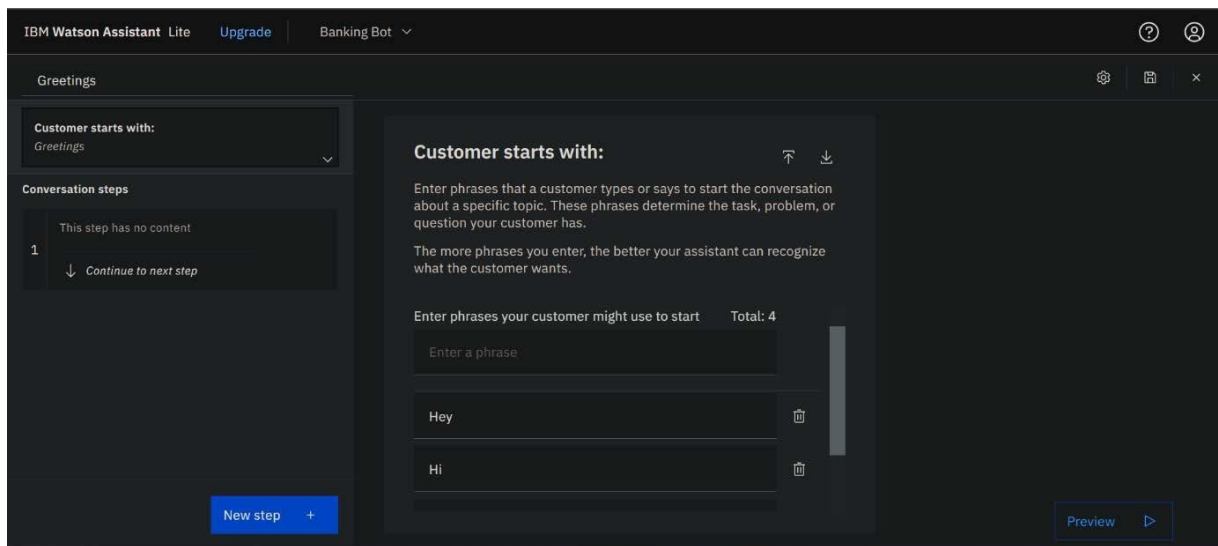 IBM Watson Assistant Lite Upgrade Banking Bot
Greetings
Customer starts with:
Greetings
Conversation steps
1
This step has no content
Continue to next step
New step +
Customer starts with:
Enter phrases that a customer types or says to start the conversation
about a specific topic. These phrases determine the task, problem, or
question your customer has.
The more phrases you enter, the better your assistant can recognize
what the customer wants.
Enter phrases your customer might use to start Total: 4
Enter a phrase
Hey
Hi
Preview